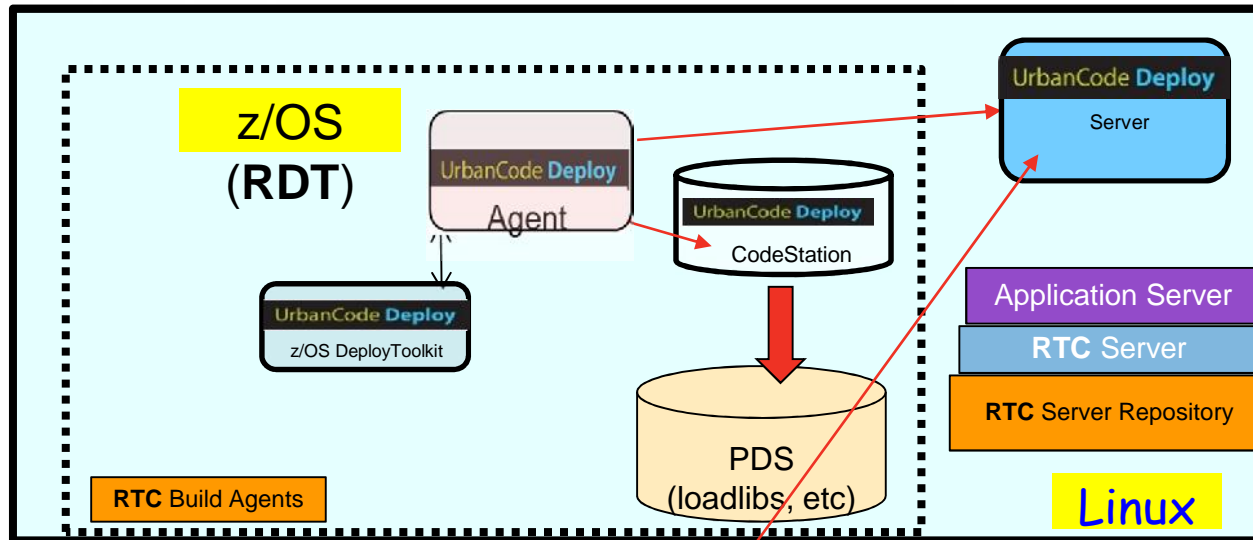 z/OS
(RDT)
UrbanCode Deploy
Agent
UrbanCode Deploy
z/OS DeployToolkit
UrbanCode Deploy
CodeStation
PDS
(loadlibs, etc)
RTC Build Agents
UrbanCode Deploy
Server
Application Server
RTC Server
RTC Server Repository
Linux